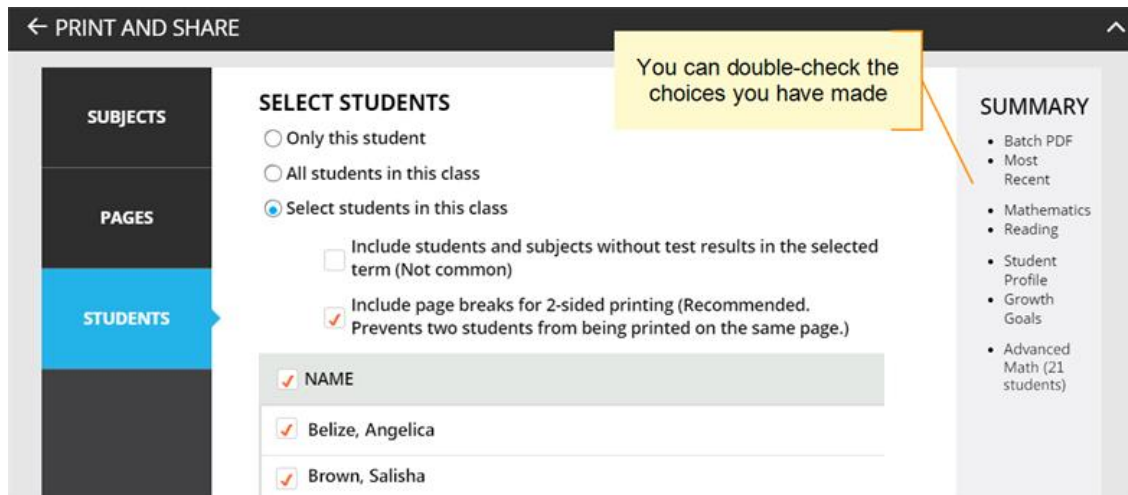 ← PRINT AND SHARE
You can double-check the
choices you have made
SUBJECTS
PAGES
STUDENTS
SELECT STUDENTS
Only this student
All students in this class
Select students in this class
Include students and subjects without test results in the selected
term (Not common)
Include page breaks for 2-sided printing (Recommended.
Prevents two students from being printed on the same page.)
NAME
Belize, Angelica
Brown, Salisha
SUMMARY
• Batch PDF
• Most
Recent
• Mathematics
• Reading
• Student
Profile
• Growth
Goals
• Advanced
Math (21
students)